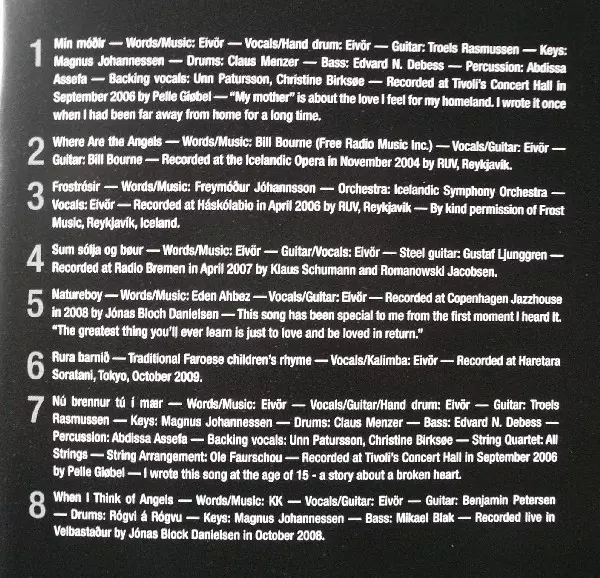 1 Mín móðir — Words/Music: Eivör — Vocals/Hand drum: Eivör — Guitar: Troels Rasmussen — Keys:
Magnus Johannessen — Drums: Claus Menzer — Bass: Edvard N. Debess — Percussion: Abdissa
Assefa — Backing vocals: Unn Patursson, Christine Birksøe — Recorded at Tivoli's Concert Hall in
September 2006 by Pelle Gløbel — "My mother" is about the love I feel for my homeland. I wrote it once
when I had been far away from home for a long time.
2 Where Are the Angels — Words/Music: Bill Bourne (Free Radio Music Inc.) — Vocals/Guitar: Eivör —
Guitar: Bill Bourne — Recorded at the Icelandic Opera in November 2004 by RUV, Reykjavik.
3 Frostrósir — Words/Music: Freymóður Jóhannsson — Orchestra: Icelandic Symphony Orchestra —
Vocals: Eivör — Recorded at Háskólabio in April 2006 by RUV, Reykjavik — By kind permission of Frost
Music, Reykjavík, Iceland.
4 Sum sólja og bøur — Words/Music: Eivör — Guitar/Vocals: Eivör — Steel guitar: Gustaf Ljunggren —
Recorded at Radio Bremen in April 2007 by Klaus Schumann and Romanowski Jacobsen.
5 Natureboy — Words/Music: Eden Ahbez — Vocals/Guitar: Eivör — Recorded at Copenhagen Jazzhouse
in 2008 by Jónas Bloch Danielsen — This song has been special to me from the first moment I heard it.
"The greatest thing you'll ever learn is just to love and be loved in return."
6 Rura barnið — Traditional Faroese children's rhyme — Vocals/Kalimba: Eivör — Recorded at Haretara
Soratani, Tokyo, October 2009.
7 Nú brennur tú í mær — Words/Music: Eivör — Vocals/Guitar/Hand drum: Eivör — Guitar: Troels
Rasmussen — Keys: Magnus Johannessen — Drums: Claus Menzer — Bass: Edvard N. Debess —
Percussion: Abdissa Assefa — Backing vocals: Unn Patursson, Christine Birksøe — String Quartet: All
Strings — String Arrangement: Ole Faurschou — Recorded at Tivoli's Concert Hall in September 2006
by Pelle Gløbel — I wrote this song at the age of 15 - a story about a broken heart.
8 When I Think of Angels — Words/Music: KK — Vocals/Guitar: Eivör — Guitar: Benjamin Petersen
— Drums: Rógvi á Rógvu — Keys: Magnus Johannessen — Bass: Mikael Blak — Recorded live in
Velbastaður by Jónas Block Danielsen in October 2008.